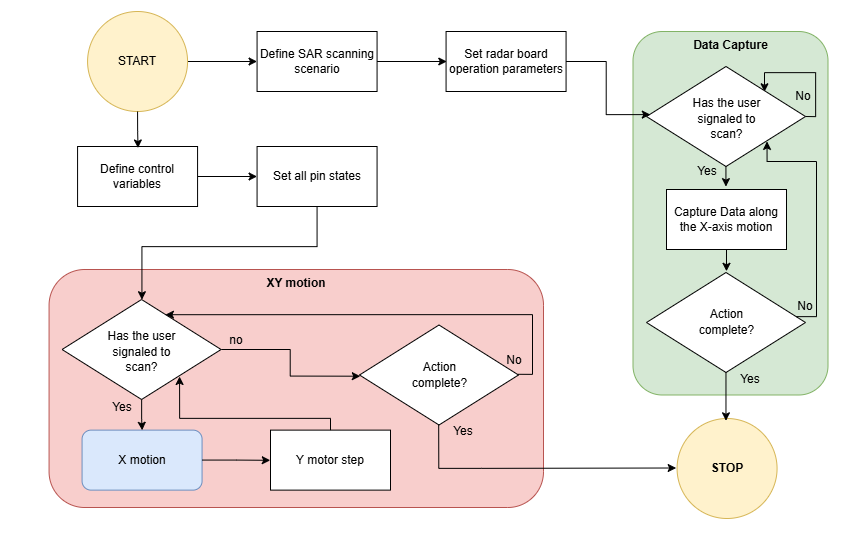 START
Define SAR scanning
scenario
Set radar board
operation parameters
Data Capture
Has the user
signaled to
scan?
No
Yes
Capture Data along
the X-axis motion
Action
complete?
No
Yes
Define control
variables
Set all pin states
XY motion
Has the user
signaled to
scan?
no
Yes
Action
complete?
No
Yes
X motion
Y motor step
STOP